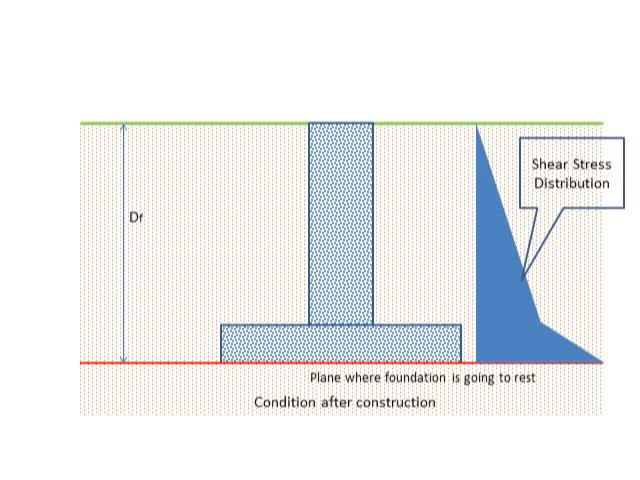 Shear Stress
Distribution
Df
Plane where foundation is going to rest
Condition after construction